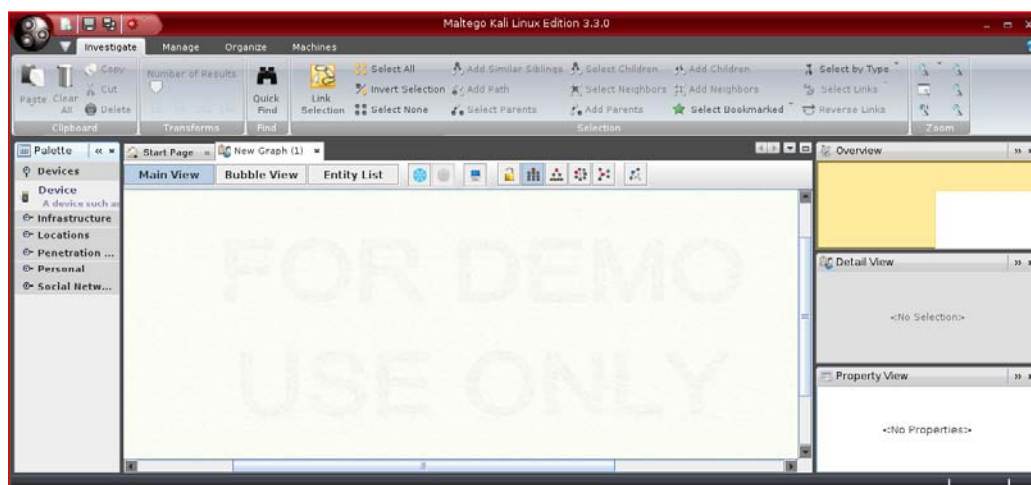 Maltego Kali Linux Edition 3.3.0
Investigate Manage Organize Machines
Copy Number of Results Select All Add Similar Siblings Select Children Add Children Select by Type
Cut Invert Selection Add Path Select Neighbors Add Neighbors Select Links
Paste Clear All Delete Quick Find Link Selection Select None Select Parents Add Parents Select Bookmarked Reverse Links
Clipboard Transforms Find Selection Zoom
Palette Start Page New Graph (1) Overview
Devices Main View Bubble View Entity List
Device
A device such as
Infrastructure
Locations
Penetration ...
Personal
Social Netw...
FOR DEMO
USE ONLY
Detail View
<No Selection>
Property View
<No Properties>